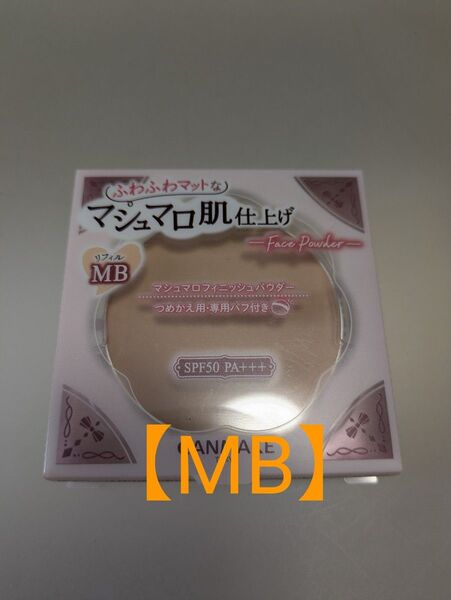 ふわふわマットな
マシュマロ肌仕上げ
Face Powder
リフィル
MB
マシュマロフィニッシュパウダー
つめかえ用・専用パフ付き
SPF50 PA+++
CANMAKE
【MB】